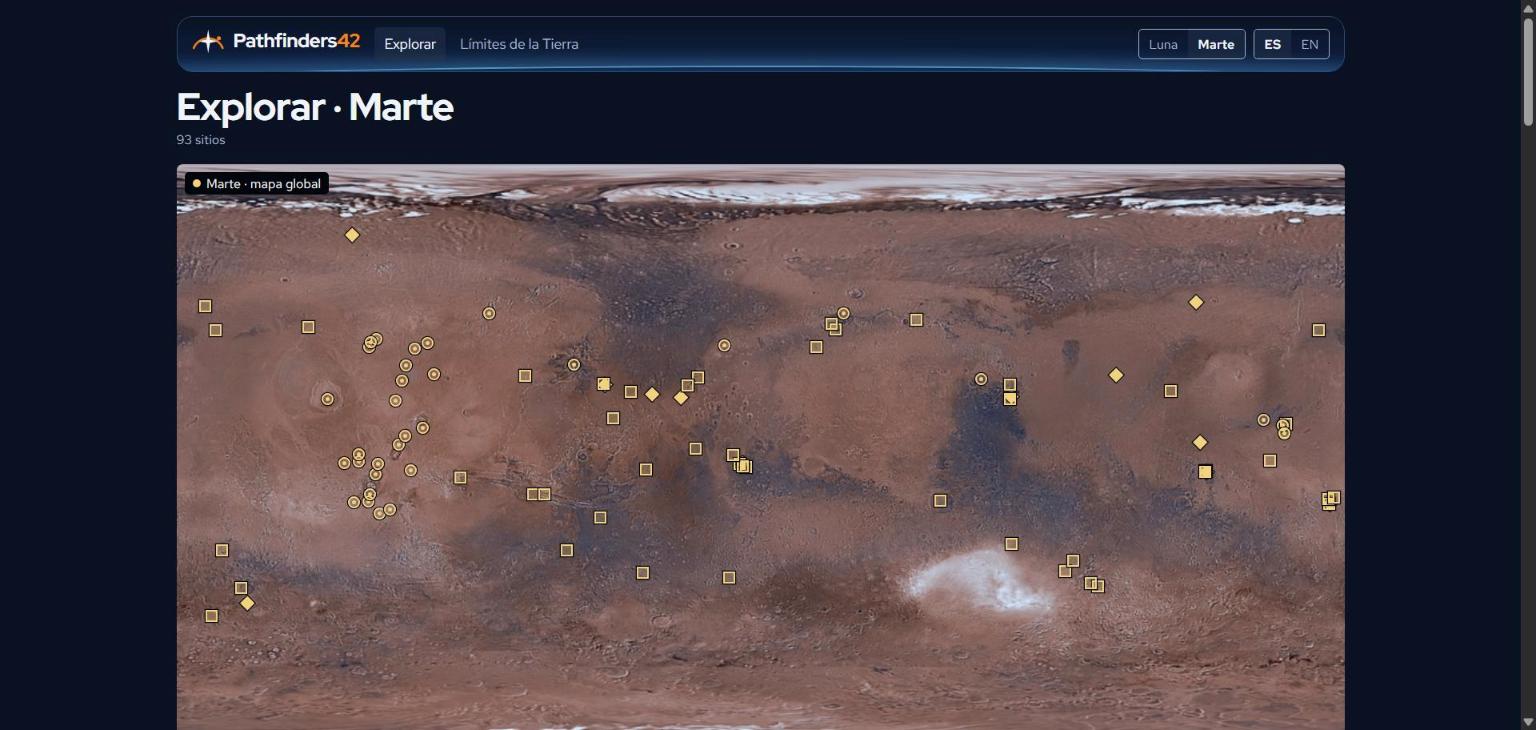 Pathfinders42
Explorar
Límites de la Tierra
Luna
Marte
ES
EN
Explorar · Marte
93 sitios
Marte · mapa global